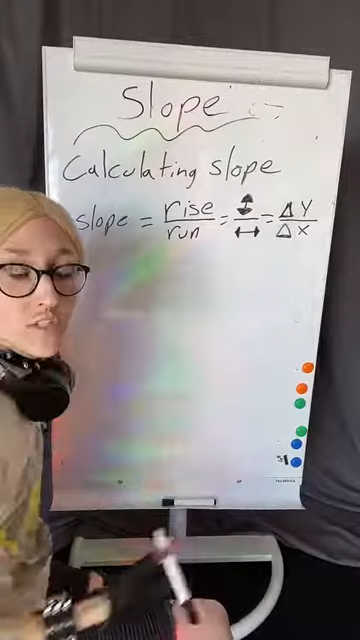 Slope
Calculating slope
slope = rise/run = ↕/↔ = ΔY/ΔX